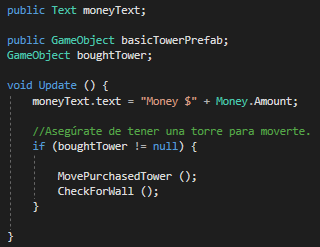 public Text moneyText;
public GameObject basicTowerPrefab;
GameObject boughtTower;
void Update () {
moneyText.text = "Money $" + Money.Amount;
//Asegúrate de tener una torre para moverte.
if (boughtTower != null) {
MovePurchasedTower ();
CheckForWall ();
}
}